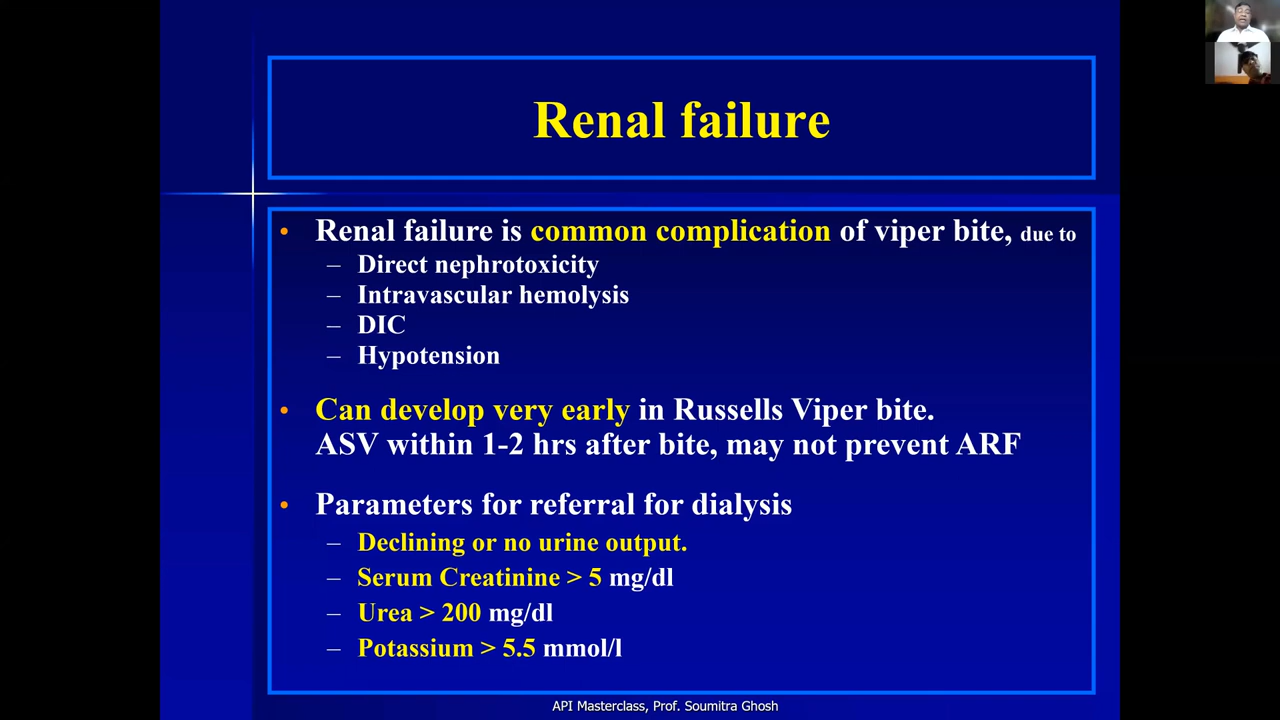 Renal failure
• Renal failure is common complication of viper bite, due to
– Direct nephrotoxicity
– Intravascular hemolysis
– DIC
– Hypotension
• Can develop very early in Russells Viper bite.
ASV within 1-2 hrs after bite, may not prevent ARF
• Parameters for referral for dialysis
– Declining or no urine output.
– Serum Creatinine > 5 mg/dl
– Urea > 200 mg/dl
– Potassium > 5.5 mmol/l
API Masterclass, Prof. Soumitra Ghosh